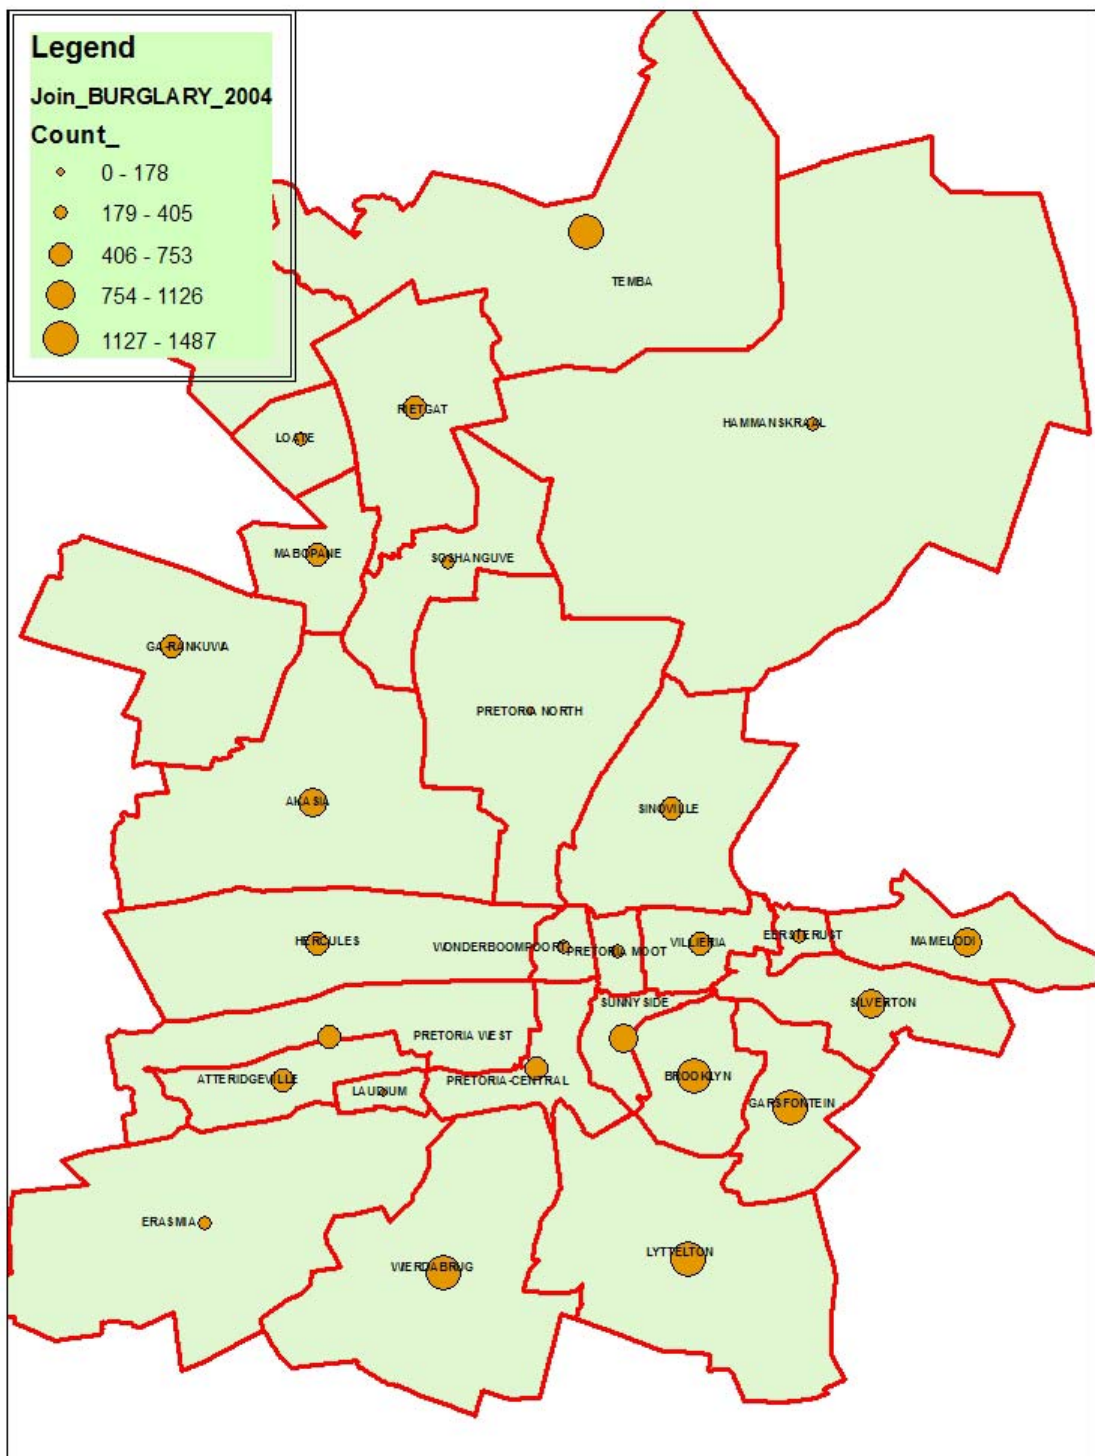 Legend
Join_BURGLARY_2004
Count_
0 - 178
179 - 405
406 - 753
754 - 1126
1127 - 1487
TEMBA
RIETGAT
HAMMANSKRAAL
LOATE
MABOPANE
SOSHANGUVE
GA-RANKUWA
PRETORIA NORTH
AKASIA
SINOVILLE
HERCULES
WONDERBOOMPOORT
PRETORIA MOOT
VILLIERIA
EERSTERUST
MAMELODI
SUNNYSIDE
SILVERTON
PRETORIA WEST
ATTERIDGEVILLE
LAUDIUM
PRETORIA-CENTRAL
BROOKLYN
GARSFONTEIN
ERASMIA
WIERDABRUG
LYTTELTON